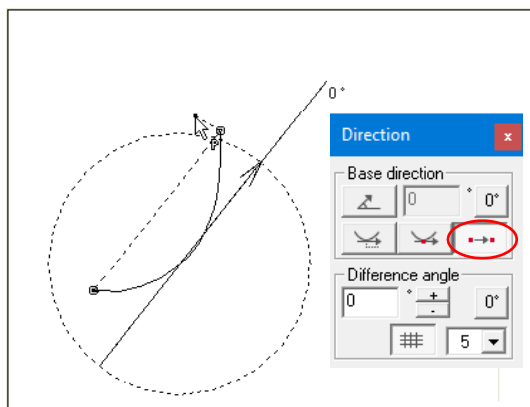 0 °
P
Direction x
Base direction
0 ° 0°
Difference angle
0 ° + 0°
-
5